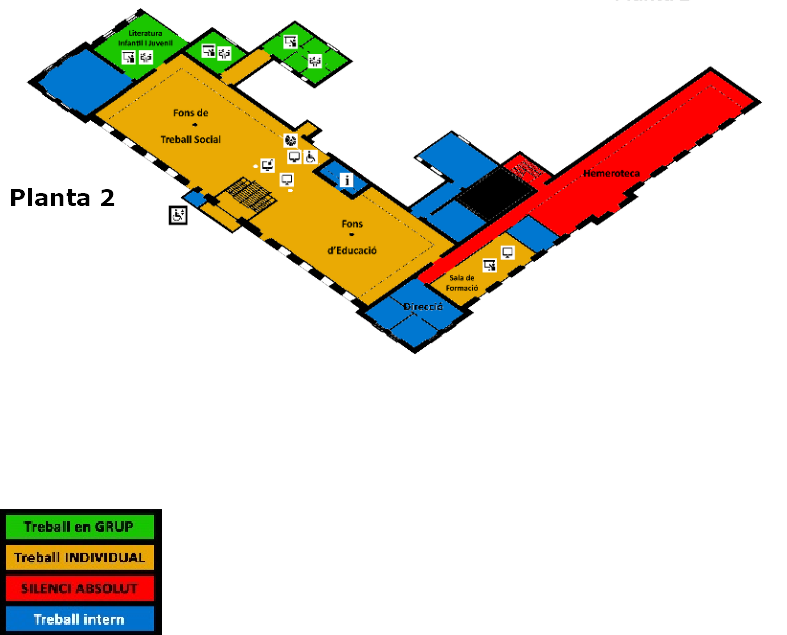 Literatura
Infantil i Juvenil
Fons de
Treball Social
Hemeroteca
Planta 2
i
Fons
d'Educació
Sala de
Formació
Direcció
Treball en GRUP
Treball INDIVIDUAL
SILENCI ABSOLUT
Treball intern